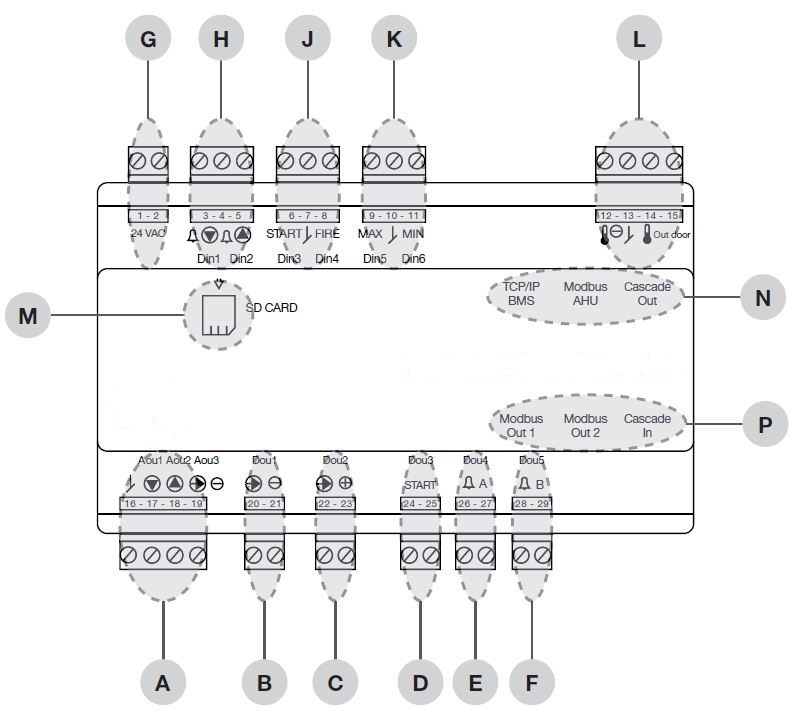 G H J K L
1 - 2 3 - 4 - 5 6 - 7 - 8 9 - 10 - 11 12 - 13 - 14 - 15
24 VAC START FIRE MAX MIN Out door
Din1 Din2 Din3 Din4 Din5 Din6
M
SD CARD
TCP/IP Modbus Cascade
BMS AHU Out
N
Modbus Modbus Cascade
Out 1 Out 2 In
P
Aou1 Aou2 Aou3 Dou1 Dou2 Dou3 Dou4 Dou5
START A B
16 - 17 - 18 - 19 20 - 21 22 - 23 24 - 25 26 - 27 28 - 29
A B C D E F